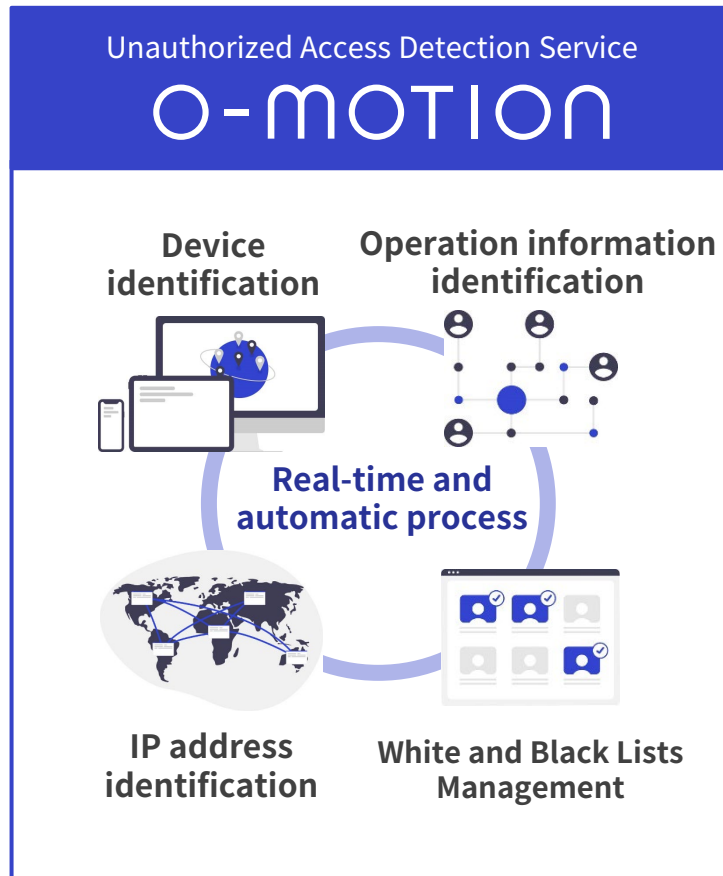 Unauthorized Access Detection Service
O-MOTION
Device
identification
Operation information
identification
Real-time and
automatic process
IP address
identification
White and Black Lists
Management